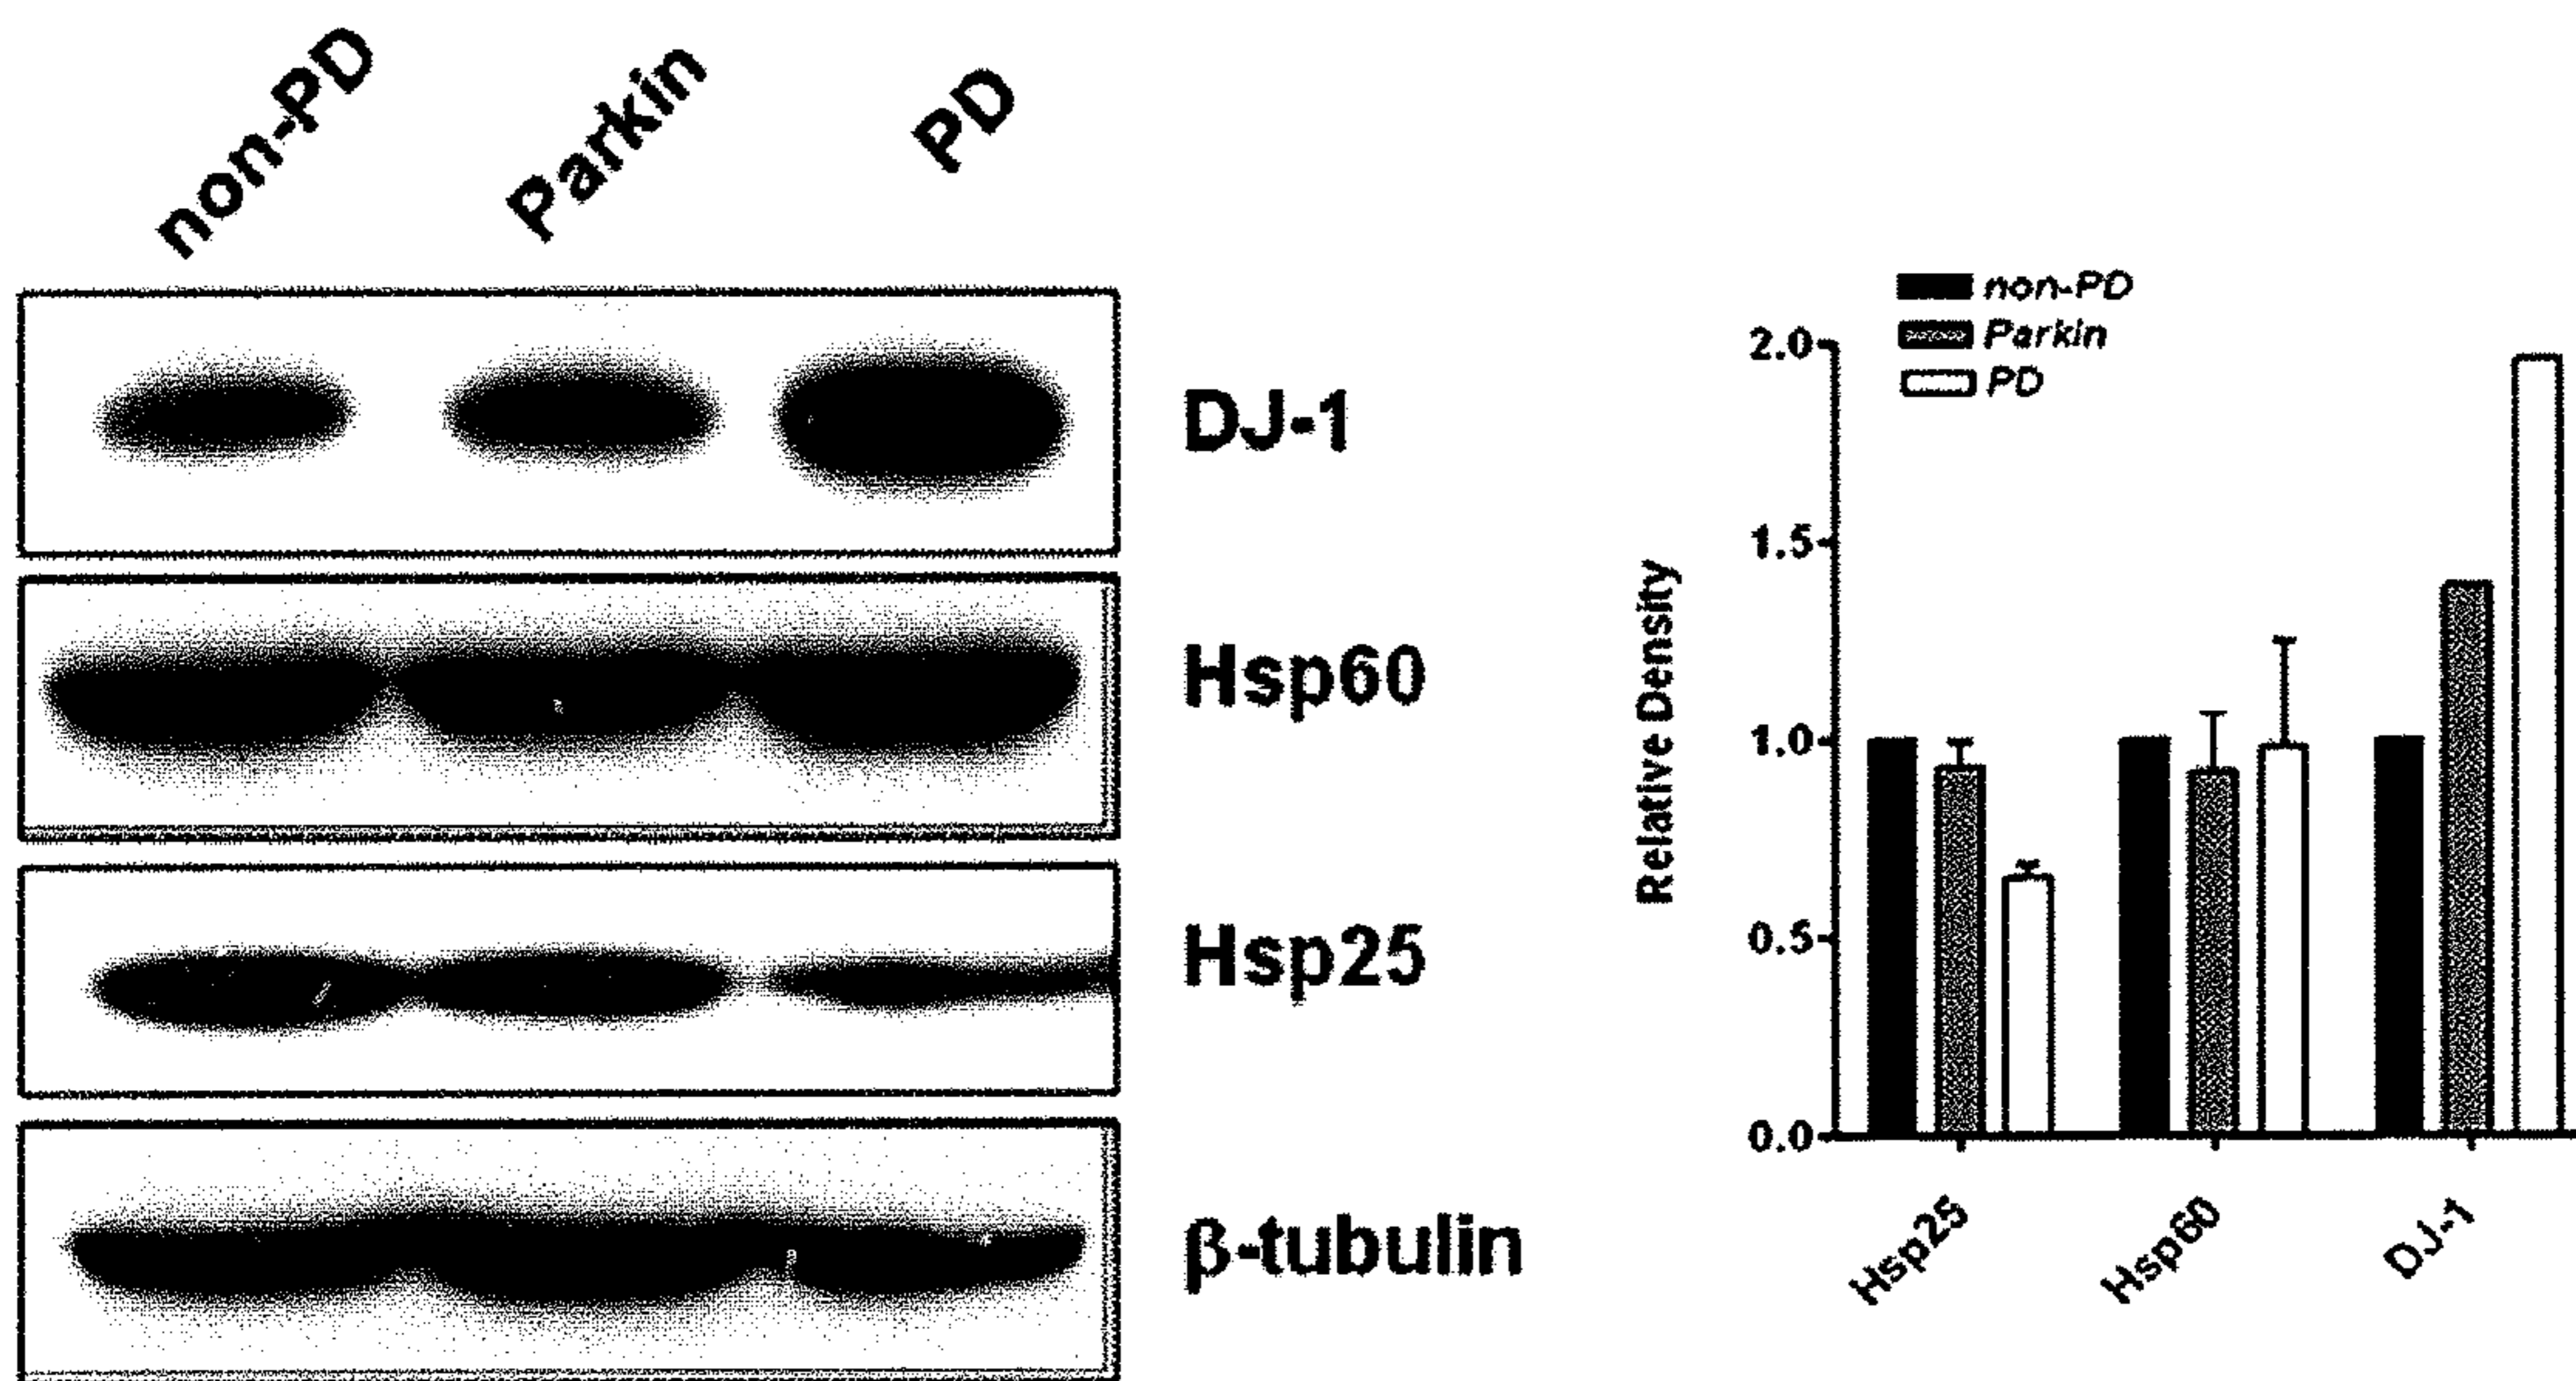 non-PD
Parkin
PD
DJ-1
Hsp60
Hsp25
β-tubulin
non-PD
Parkin
PD
Relative Density
2.0
1.5
1.0
0.5
0.0
Hsp25
Hsp60
DJ-1